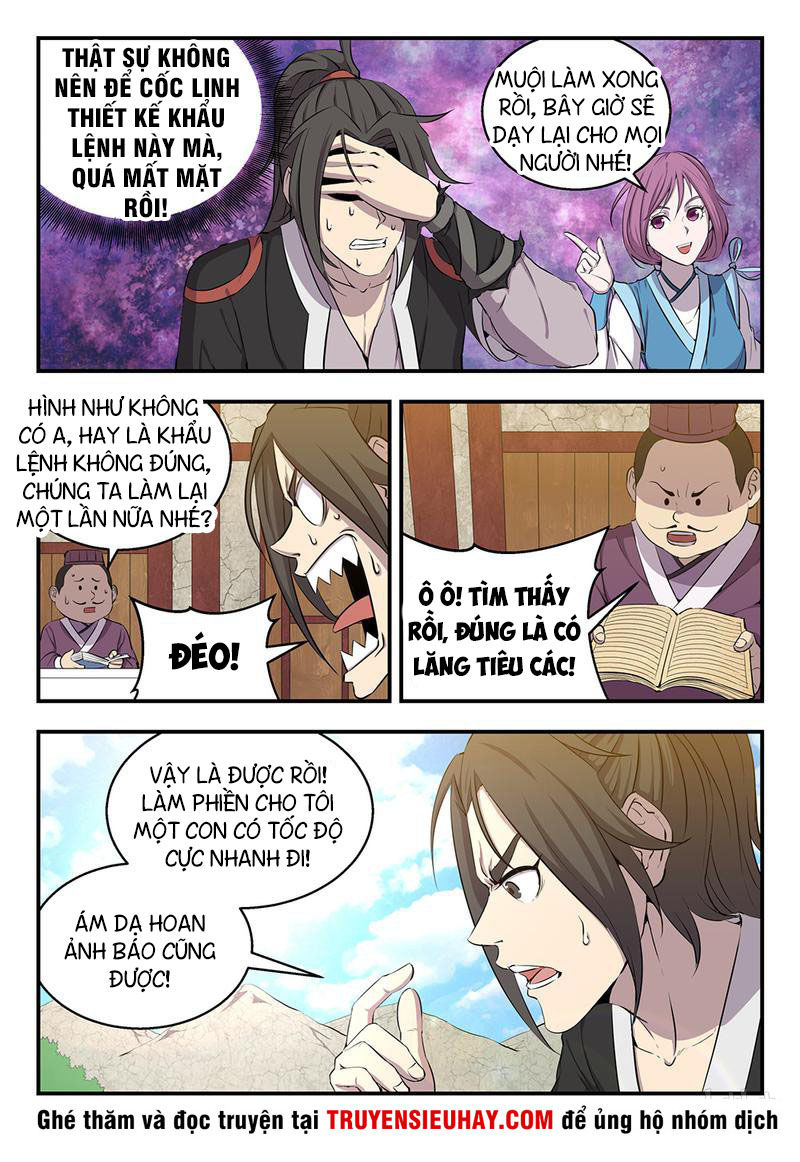 THẬT SỰ KHÔNG
NÊN ĐỂ CỐC LINH
THIẾT KẾ KHẨU
LỆNH NÀY MÀ,
QUÁ MẤT MẶT
RỒI!
MUỘI LÀM XONG
RỒI, BÂY GIỜ SẼ
DẠY LẠI CHO MỌI
NGƯỜI NHÉ!
HÌNH NHƯ KHÔNG
CÓ A, HAY LÀ KHẨU
LỆNH KHÔNG ĐÚNG,
CHÚNG TA LÀM LẠI
MỘT LẦN NỮA NHÉ?
ĐÉO!
Ô Ô! TÌM THẤY
RỒI, ĐÚNG LÀ CÓ
LĂNG TIÊU CÁC!
VẬY LÀ ĐƯỢC RỒI!
LÀM PHIỀN CHO TÔI
MỘT CON CÓ TỐC ĐỘ
CỰC NHANH ĐI!
ÁM DẠ HOAN
ẢNH BÁO CŨNG
ĐƯỢC!
Ghé thăm và đọc truyện tại TRUYENSIEUHAY.COM để ủng hộ nhóm dịch